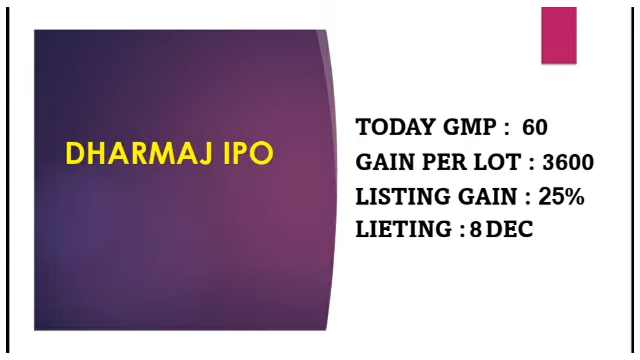 DHARMAJ IPO
TODAY GMP : 60
GAIN PER LOT : 3600
LISTING GAIN : 25%
LIETING : 8 DEC